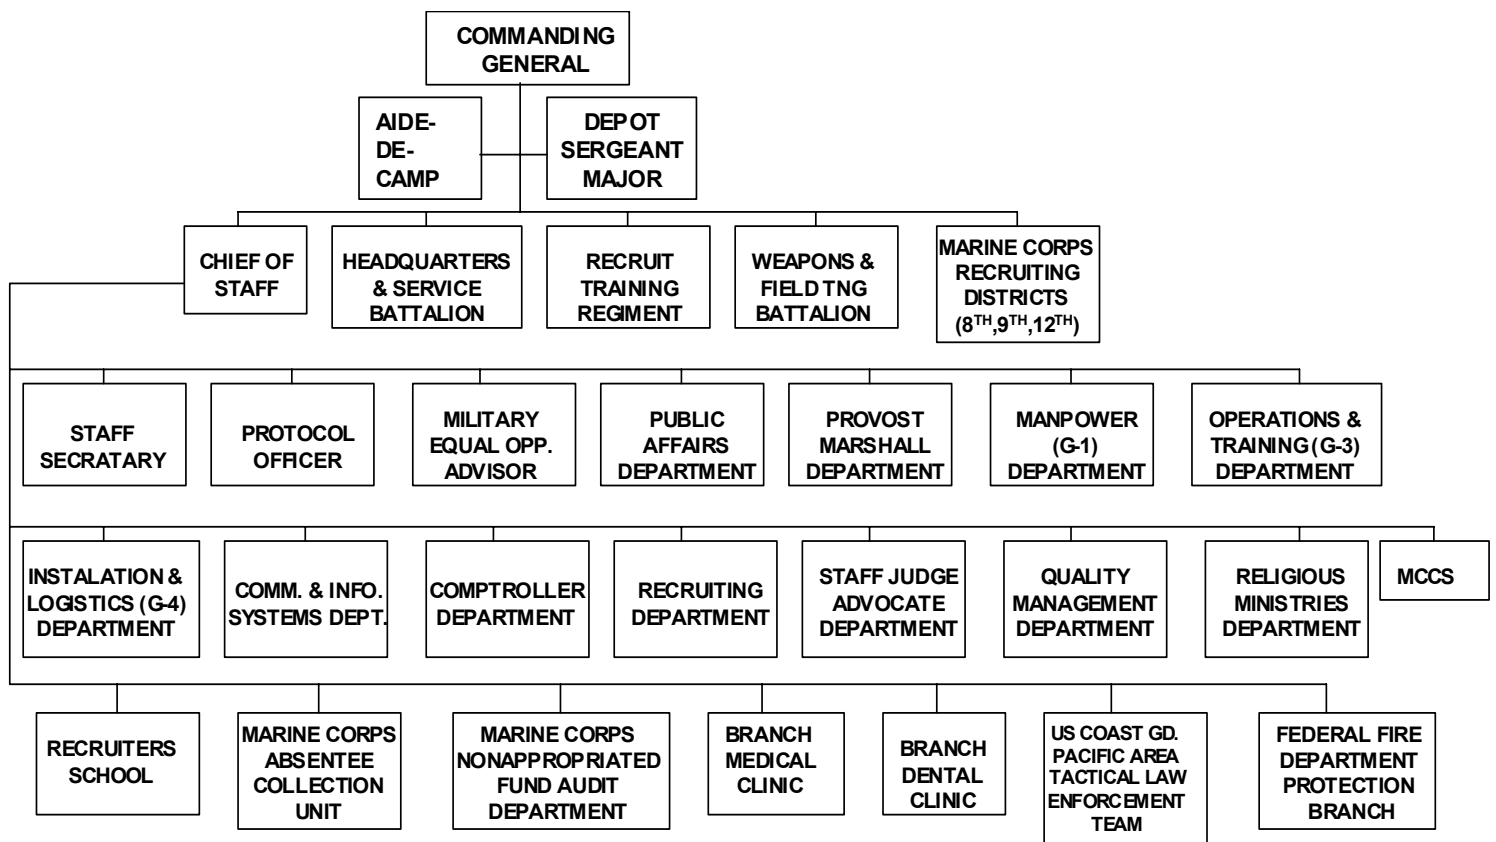 COMMANDING
GENERAL
AIDE-
DE-
CAMP
DEPOT
SERGEANT
MAJOR
CHIEF OF
STAFF
HEADQUARTERS
& SERVICE
BATTALION
RECRUIT
TRAINING
REGIMENT
WEAPONS &
FIELD TNG
BATTALION
MARINE CORPS
RECRUITING
DISTRICTS
(8TH,9TH,12TH)
STAFF
SECRATARY
PROTOCOL
OFFICER
MILITARY
EQUAL OPP.
ADVISOR
PUBLIC
AFFAIRS
DEPARTMENT
PROVOST
MARSHALL
DEPARTMENT
MANPOWER
(G-1)
DEPARTMENT
OPERATIONS &
TRAINING (G-3)
DEPARTMENT
INSTALATION &
LOGISTICS (G-4)
DEPARTMENT
COMM. & INFO.
SYSTEMS DEPT.
COMPTROLLER
DEPARTMENT
RECRUITING
DEPARTMENT
STAFF JUDGE
ADVOCATE
DEPARTMENT
QUALITY
MANAGEMENT
DEPARTMENT
RELIGIOUS
MINISTRIES
DEPARTMENT
MCCS
RECRUITERS
SCHOOL
MARINE CORPS
ABSENTEE
COLLECTION
UNIT
MARINE CORPS
NONAPPROPRIATED
FUND AUDIT
DEPARTMENT
BRANCH
MEDICAL
CLINIC
BRANCH
DENTAL
CLINIC
US COAST GD.
PACIFIC AREA
TACTICAL LAW
ENFORCEMENT
TEAM
FEDERAL FIRE
DEPARTMENT
PROTECTION
BRANCH